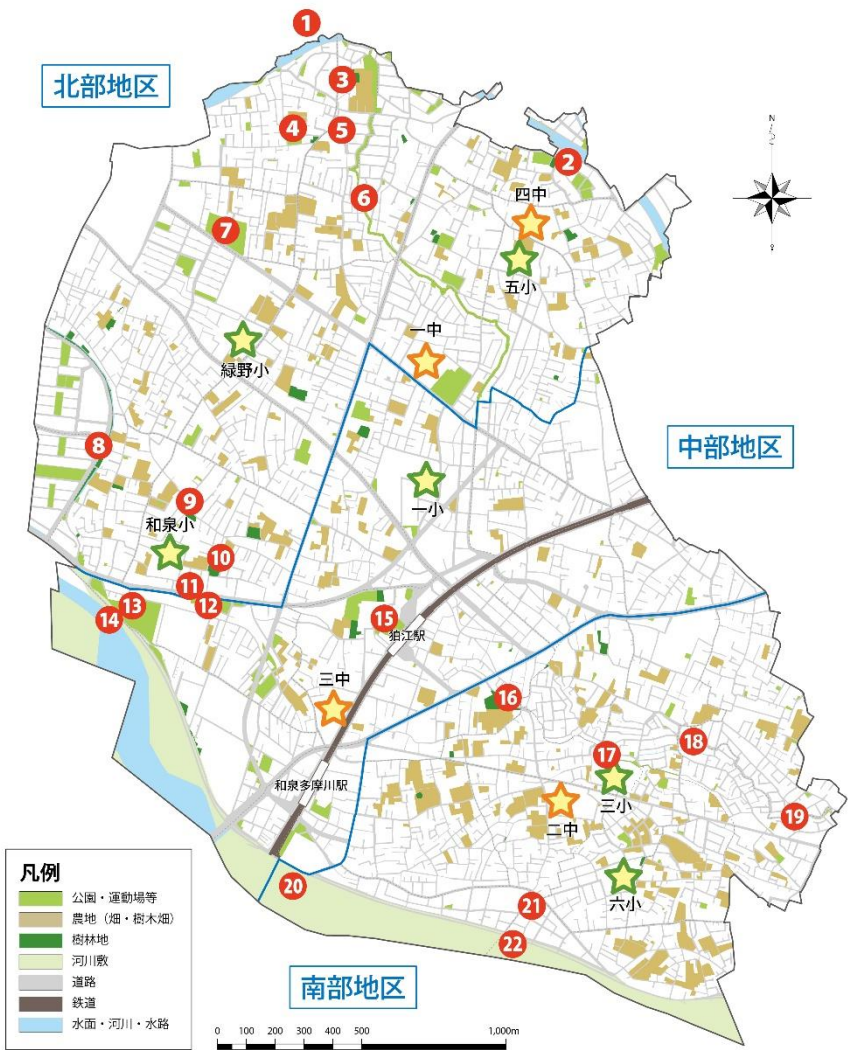 1
北部地区
3
4
5
2
N
6
四中
7
五小
一中
緑野小
8
中部地区
一小
9
和泉小
10
11
12
13
14
15
狛江駅
三中
16
17
18
和泉多摩川駅
二中
三小
19
凡例
公園・運動場等
農地（畑・樹木畑）
樹林地
河川敷
道路
鉄道
水面・河川・水路
20
六小
21
22
南部地区
0 100 200 300 400 500 1,000m